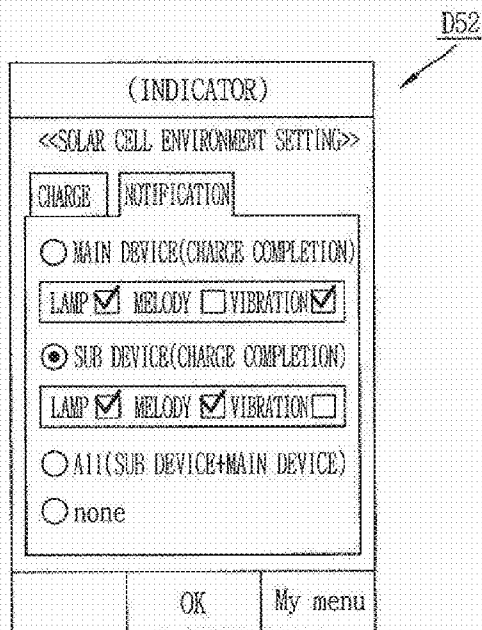 D52
(INDICATOR)
<<SOLAR CELL ENVIRONMENT SETTING>>
CHARGE NOTIFICATION
MAIN DEVICE(CHARGE COMPLETION)
LAMP MELODY VIBRATION
SUB DEVICE(CHARGE COMPLETION)
LAMP MELODY VIBRATION
All(SUB DEVICE+MAIN DEVICE)
none
OK My menu